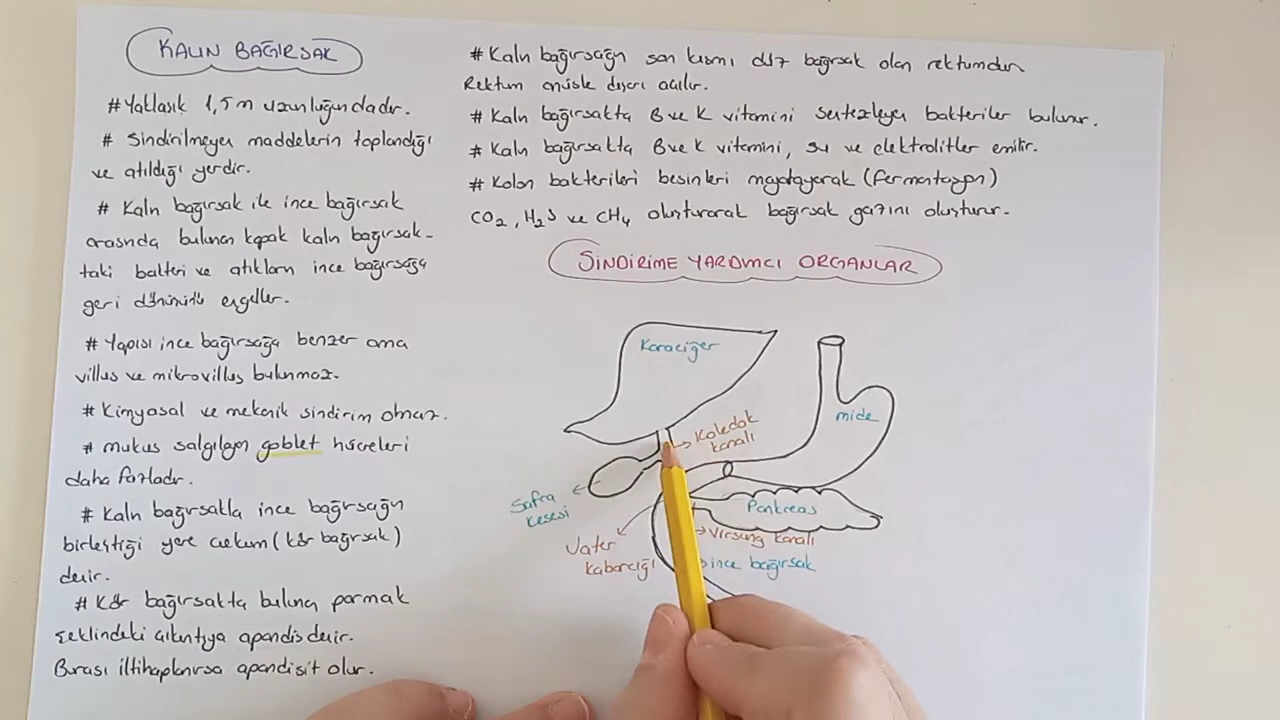 KALIN BAĞIRSAK
# Yaklaşık 1,5 m uzunluğundadır.
# Sindirilmeyen maddelerin toplandığı
ve atıldığı yerdir.
# Kalın bağırsak ile ince bağırsak
arasında bulunan kapak kalın bağırsak-
taki bakteri ve atıkların ince bağırsağa
geri dönüşünü engeller.
# Yapısı ince bağırsağa benzer ama
villus ve mikrovillus bulunmaz.
# Kimyasal ve mekanik sindirim olmaz.
# Mukus salgılayan goblet hücreleri
daha fazladır.
# Kalın bağırsakla ince bağırsağın
birleştiği yere çekum (kör bağırsak)
denir.
# Kör bağırsakta bulunan parmak
şeklindeki çıkıntıya apandis denir.
Burası iltihaplanırsa apandisit olur.
# Kalın bağırsağın son kısmı düz bağırsak olan rektumdur.
Rektum anüsle dışarı açılır.
# Kalın bağırsakta B ve K vitamini sentezleyen bakteriler bulunur.
# Kalın bağırsakta B ve K vitamini, su ve elektrolitler emilir.
# Kolon bakterileri besinleri mayalayarak (fermantasyon)
CO2, H2S ve CH4 oluşturarak bağırsak gazını oluşturur.
SİNDİRİME YARDIMCI ORGANLAR
Karaciğer
mide
Koledok
kanalı
Safra
kesesi
Pankreas
Virsung kanalı
Vater
kabarcığı
ince bağırsak